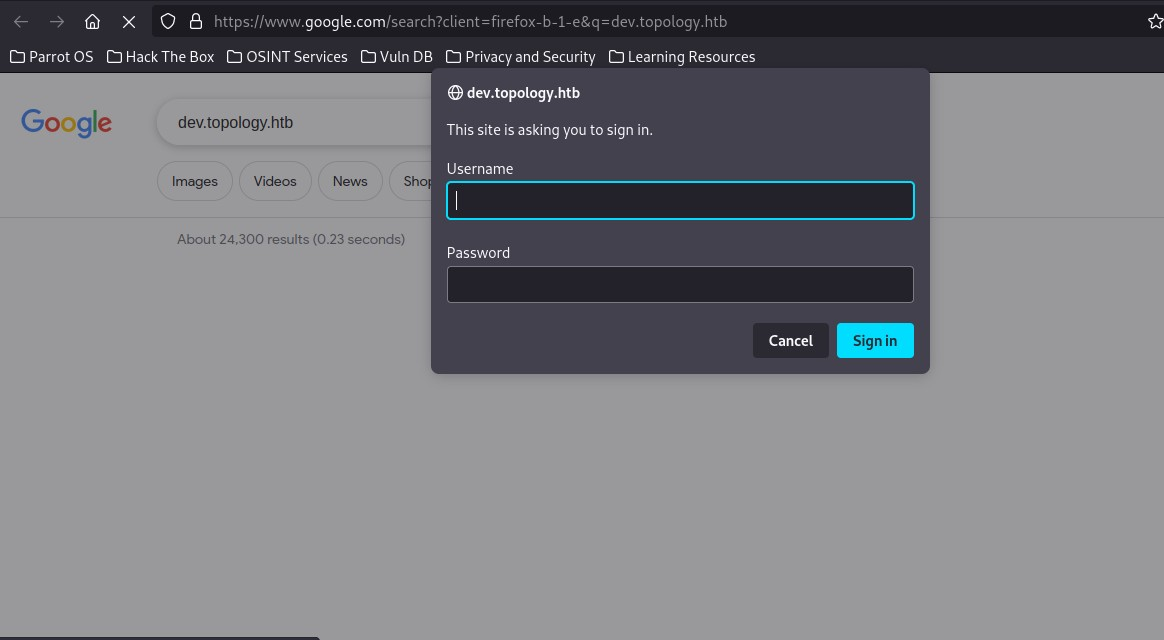 https://www.google.com/search?client=firefox-b-1-e&q=dev.topology.htb
Parrot OS Hack The Box OSINT Services Vuln DB Privacy and Security Learning Resources
dev.topology.htb
This site is asking you to sign in.
Username
Password
Cancel Sign in
Google dev.topology.htb
Images Videos News Shop
About 24,300 results (0.23 seconds)